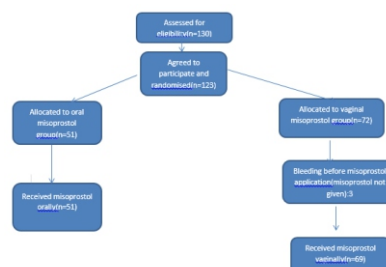 Assessed for
eligibility(n=130)
Agreed to
participate and
randomised(n=123)
Allocated to oral
misoprostol
group(n=51)
Allocated to vaginal
misoprostol group(n=72)
Bleeding before misoprostol
application(misoprostol not
given):3
Received misoprostol
orally(n=51)
Received misoprostol
vaginally(n=69)